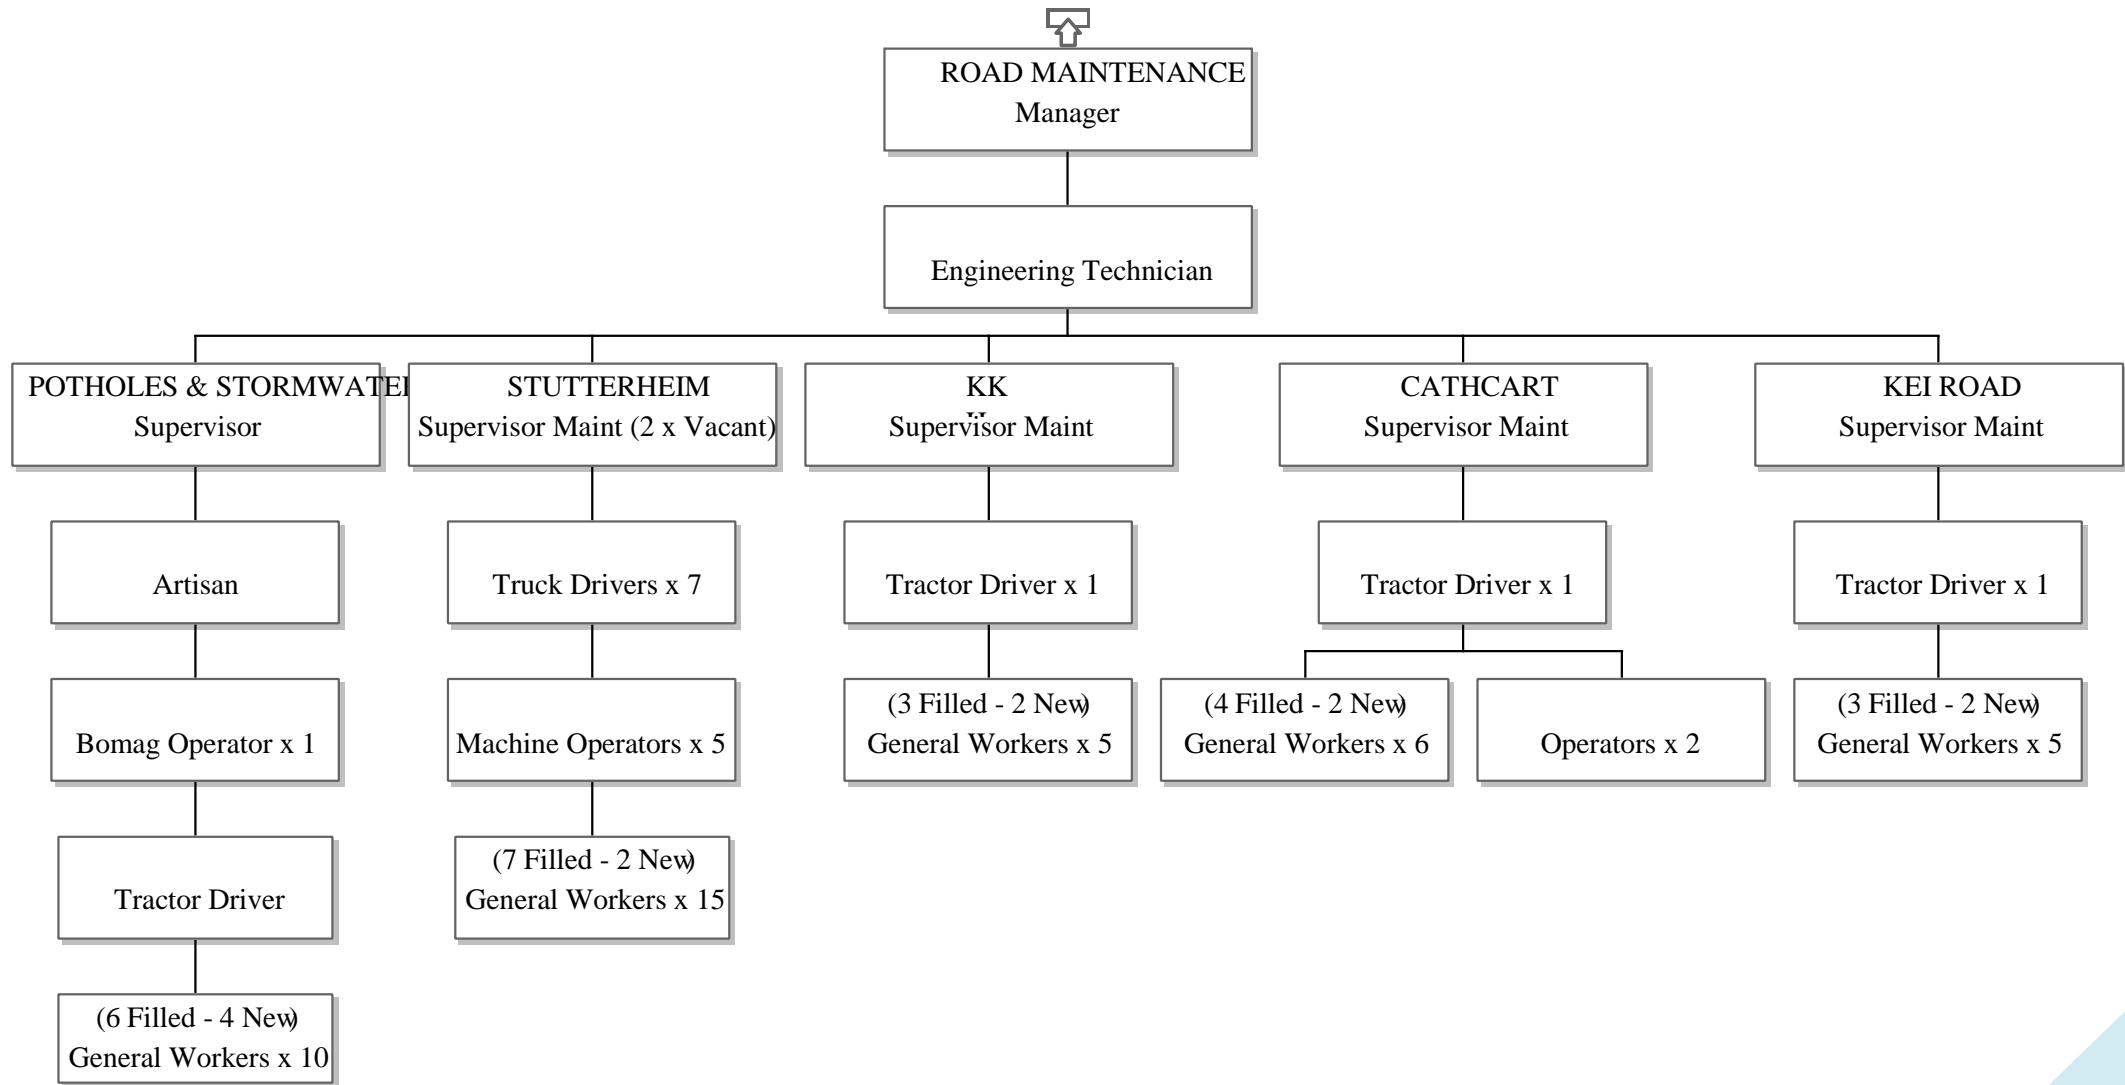 ROAD MAINTENANCE
Manager
Engineering Technician
POTHOLES & STORMWATER
Supervisor
STUTTERHEIM
Supervisor Maint (2 x Vacant)
KK
Supervisor Maint
CATHCART
Supervisor Maint
KEI ROAD
Supervisor Maint
Artisan
Truck Drivers x 7
Tractor Driver x 1
Tractor Driver x 1
Tractor Driver x 1
Bomag Operator x 1
Machine Operators x 5
(3 Filled - 2 New)
General Workers x 5
(4 Filled - 2 New)
General Workers x 6
Operators x 2
(3 Filled - 2 New)
General Workers x 5
Tractor Driver
(7 Filled - 2 New)
General Workers x 15
(6 Filled - 4 New)
General Workers x 10